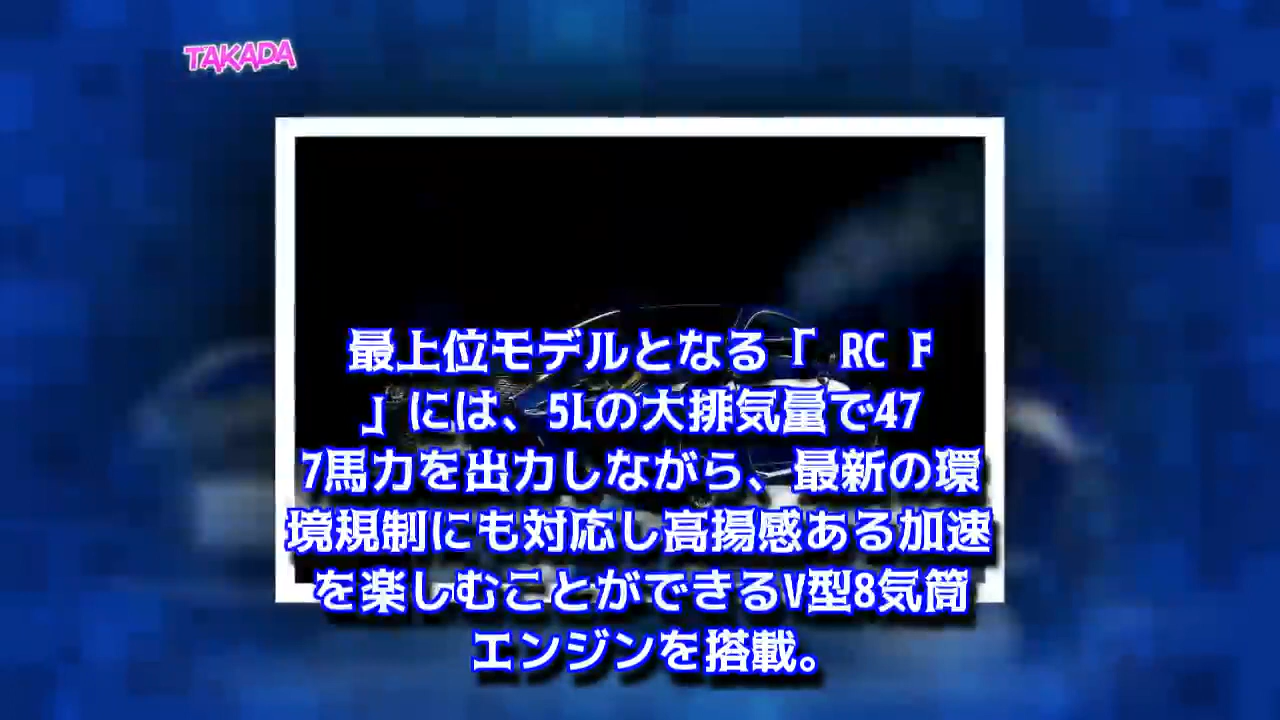 TAKADA
最上位モデルとなる「 RC F
」には、5Lの大排気量で47
7馬力を出力しながら、最新の環
境規制にも対応し高揚感ある加速
を楽しむことができるV型8気筒
エンジンを搭載。